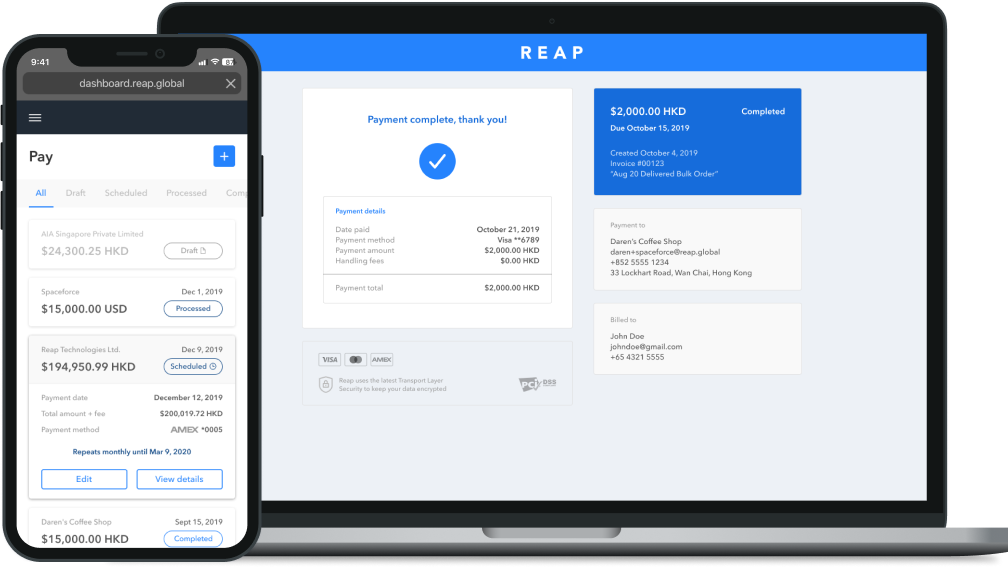 9:41
dashboard.reap.global
Pay
+
All Draft Scheduled Processed Comp
AIA Singapore Private Limited
$24,300.25 HKD Draft
Spaceforce Dec 1, 2019
$15,000.00 USD Processed
Reap Technologies Ltd. Dec 9, 2019
$194,950.99 HKD Scheduled
Payment date December 12, 2019
Total amount + fee $200,019.72 HKD
Payment method AMEX *0005
Repeats monthly until Mar 9, 2020
Edit View details
Daren's Coffee Shop Sept 15, 2019
$15,000.00 HKD Completed
REAP
Payment complete, thank you!
Payment details
Date paid October 21, 2019
Payment method Visa **6789
Payment amount $2,000.00 HKD
Handling fees $0.00 HKD
Payment total $2,000.00 HKD
VISA AMEX
Reap uses the latest Transport Layer
Security to keep your data encrypted
PCI DSS
$2,000.00 HKD Completed
Due October 15, 2019
Created October 4, 2019
Invoice #00123
"Aug 20 Delivered Bulk Order"
Payment to
Daren's Coffee Shop
daren+spaceforce@reap.global
+852 5555 1234
33 Lockhart Road, Wan Chai, Hong Kong
Billed to
John Doe
johndoe@gmail.com
+65 4321 5555